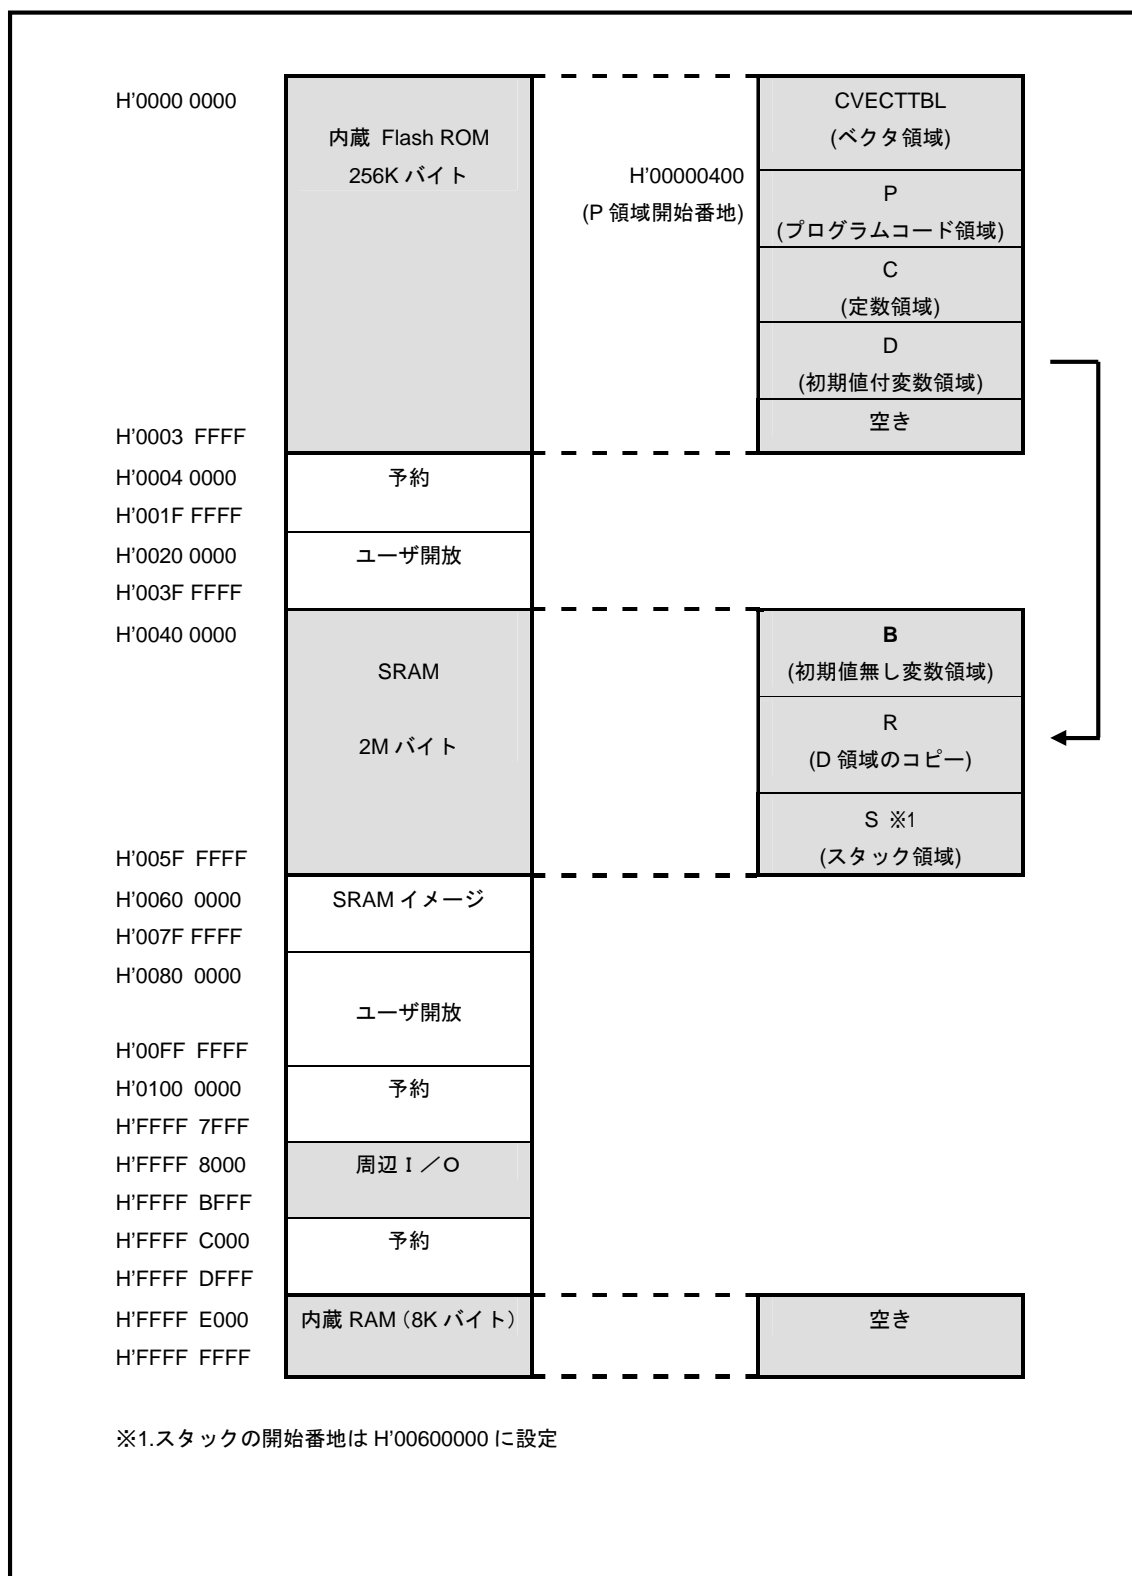 H'0000 0000
内蔵 Flash ROM
256K バイト
H'00000400
(P 領域開始番地)
CVECTTBL
(ベクタ領域)
P
(プログラムコード領域)
C
(定数領域)
D
(初期値付変数領域)
空き
H'0003 FFFF
H'0004 0000
予約
H'001F FFFF
H'0020 0000
ユーザ開放
H'003F FFFF
H'0040 0000
SRAM
2M バイト
B
(初期値無し変数領域)
R
(D 領域のコピー)
S ※1
(スタック領域)
H'005F FFFF
H'0060 0000
SRAM イメージ
H'007F FFFF
H'0080 0000
ユーザ開放
H'00FF FFFF
H'0100 0000
予約
H'FFFF 7FFF
H'FFFF 8000
周辺I/O
H'FFFF BFFF
H'FFFF C000
予約
H'FFFF DFFF
H'FFFF E000
内蔵 RAM(8K バイト)
空き
H'FFFF FFFF
※1.スタックの開始番地は H'00600000 に設定